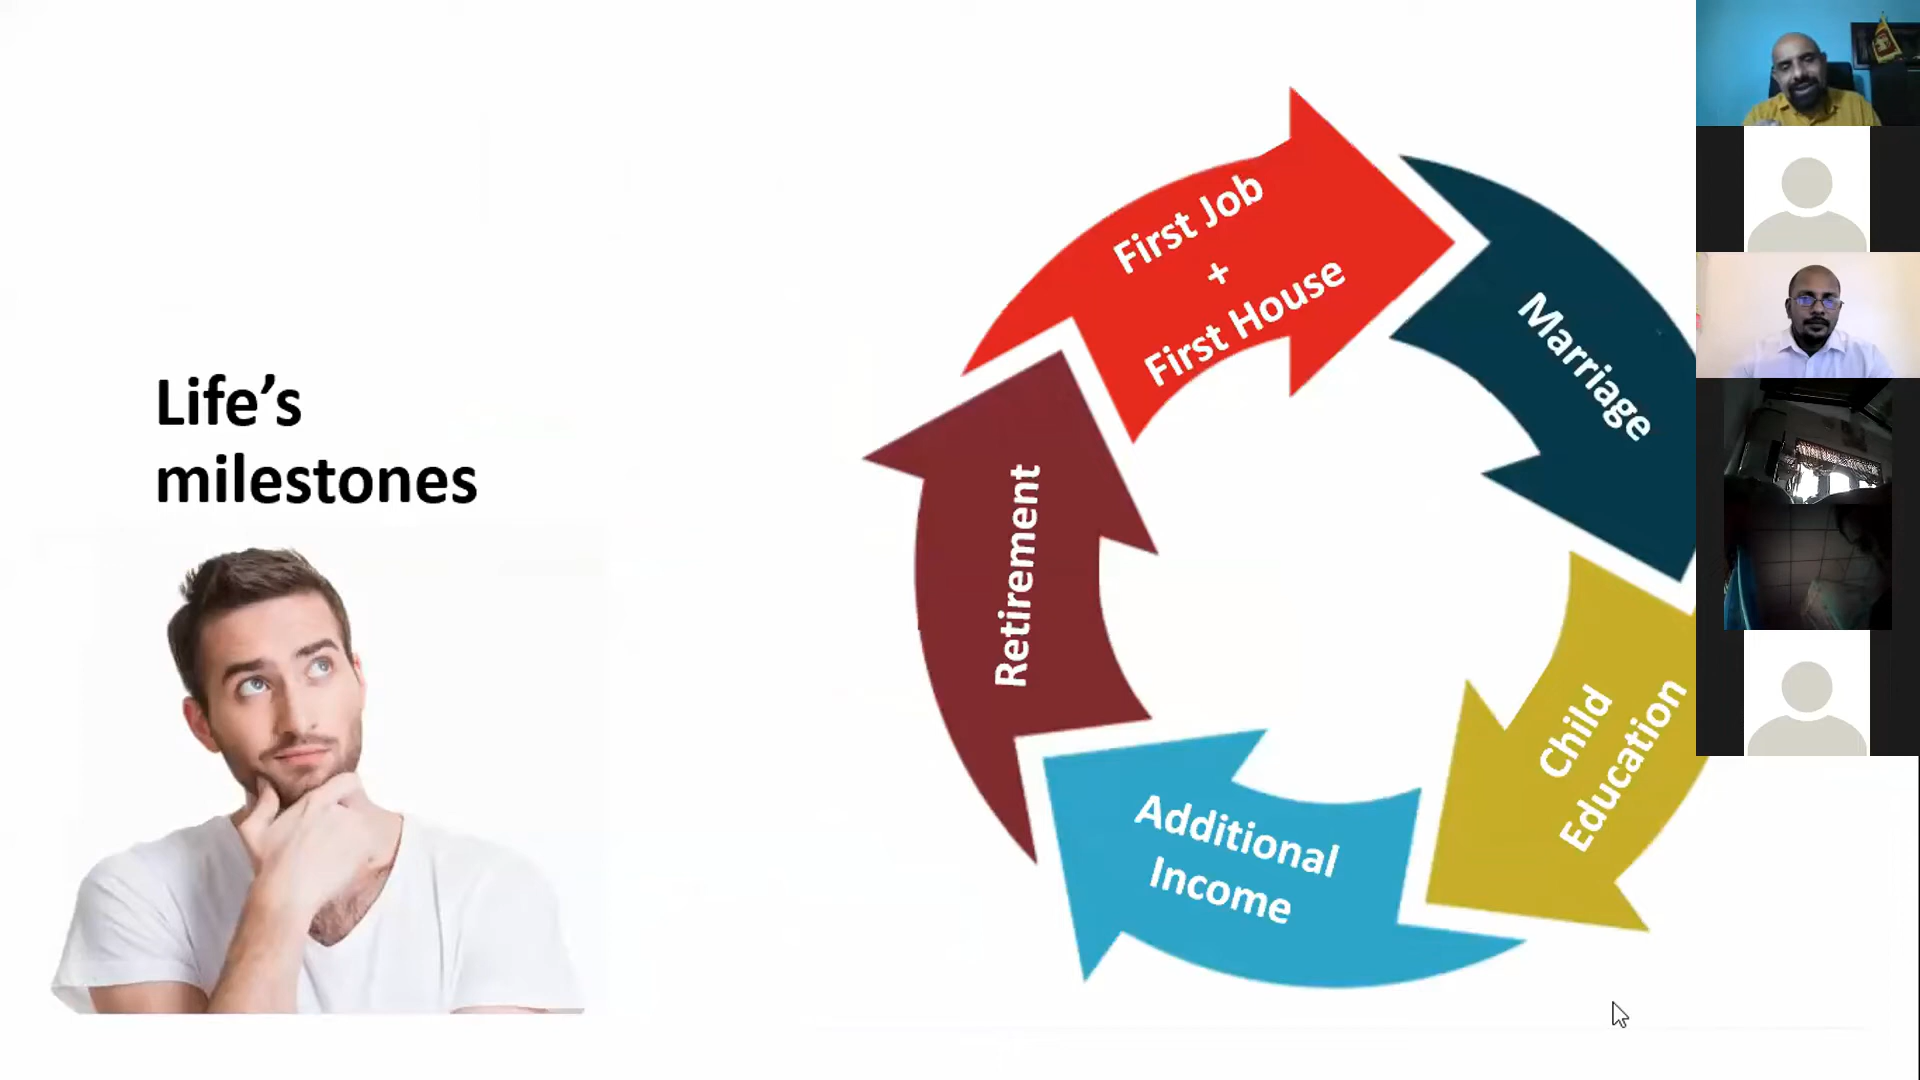 Life’s
milestones
First Job
+
First House
Marriage
Child
Education
Additional
Income
Retirement